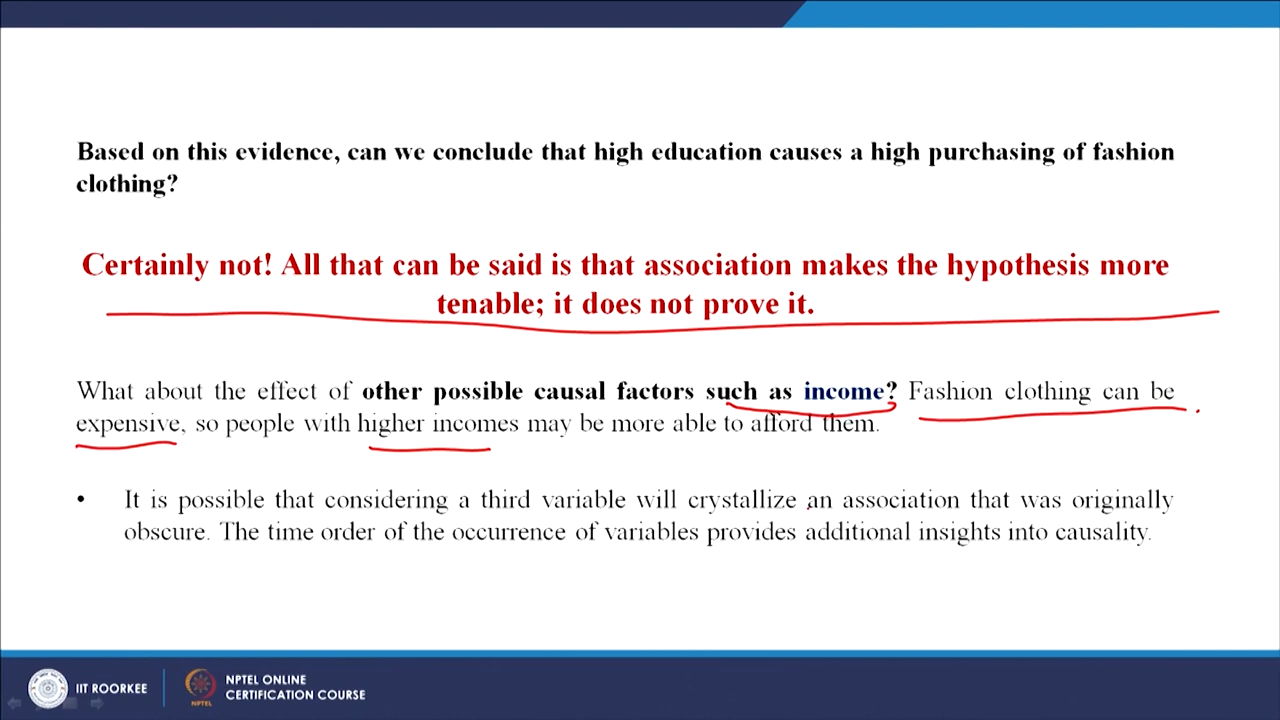 Based on this evidence, can we conclude that high education causes a high purchasing of fashion
clothing?
Certainly not! All that can be said is that association makes the hypothesis more
tenable; it does not prove it.
What about the effect of other possible causal factors such as income? Fashion clothing can be
expensive, so people with higher incomes may be more able to afford them.
• It is possible that considering a third variable will crystallize an association that was originally
obscure. The time order of the occurrence of variables provides additional insights into causality.
IIT ROORKEE
NPTEL
NPTEL ONLINE
CERTIFICATION COURSE